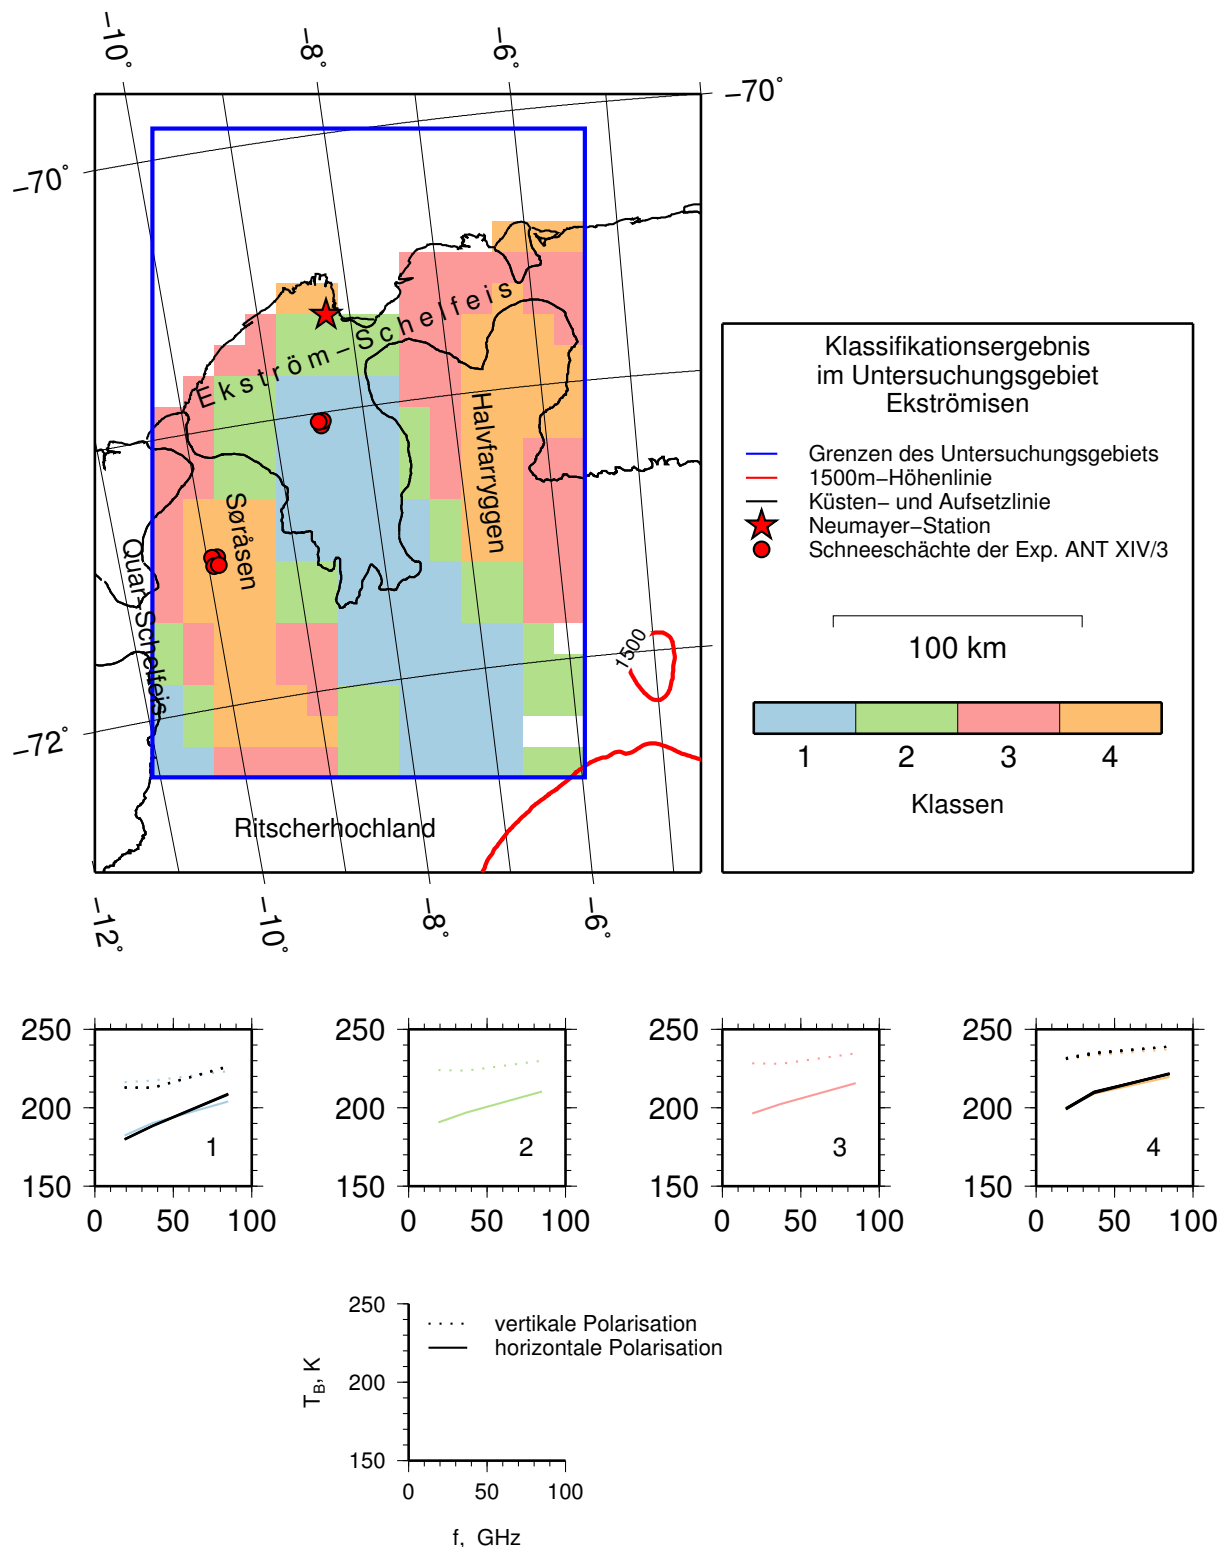 −10°
−8°
−6°
−70°
−70°
Ekström−Schelfeis
Halvfarryggen
Søråsen
Quar−Schelfeis
1500
−72°
Ritscherhochland
−12°
−10°
−8°
−6°
Klassifikationsergebnis
im Untersuchungsgebiet
Ekströmisen
Grenzen des Untersuchungsgebiets
1500m−Höhenlinie
Küsten− und Aufsetzlinie
Neumayer−Station
Schneeschächte der Exp. ANT XIV/3
100 km
1 2 3 4
Klassen
250 250 250 250
200 200 200 200
1 2 3 4
150 150 150 150
0 50 100 0 50 100 0 50 100 0 50 100
250
vertikale Polarisation
horizontale Polarisation
200
T_B, K
150
0 50 100
f, GHz